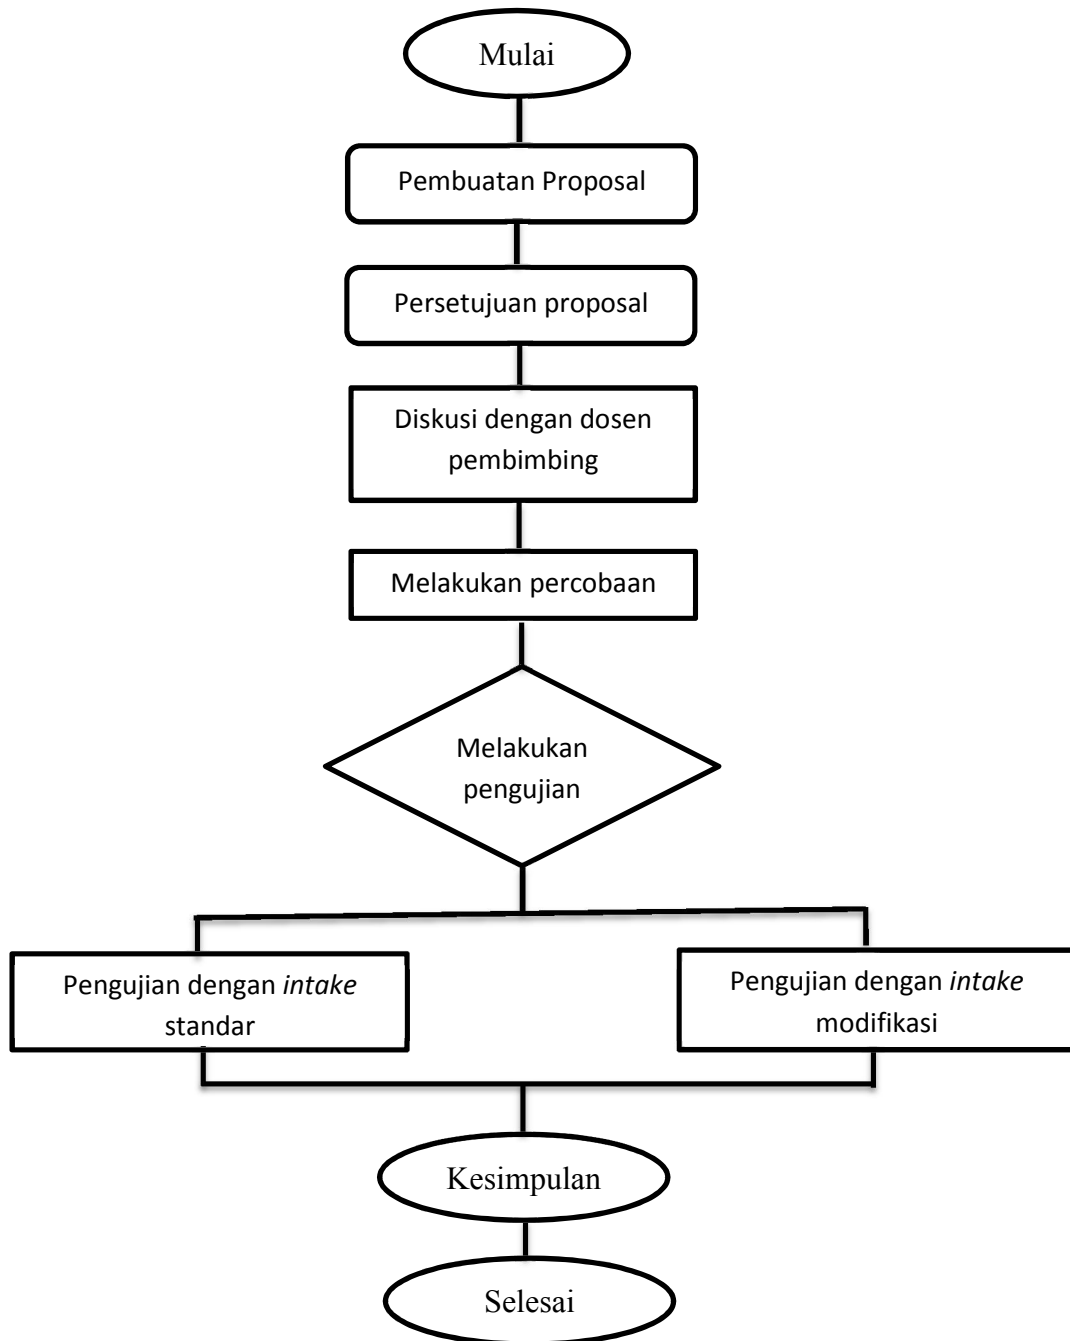 Mulai
Pembuatan Proposal
Persetujuan proposal
Diskusi dengan dosen
pembimbing
Melakukan percobaan
Melakukan
pengujian
Pengujian dengan intake
standar
Pengujian dengan intake
modifikasi
Kesimpulan
Selesai